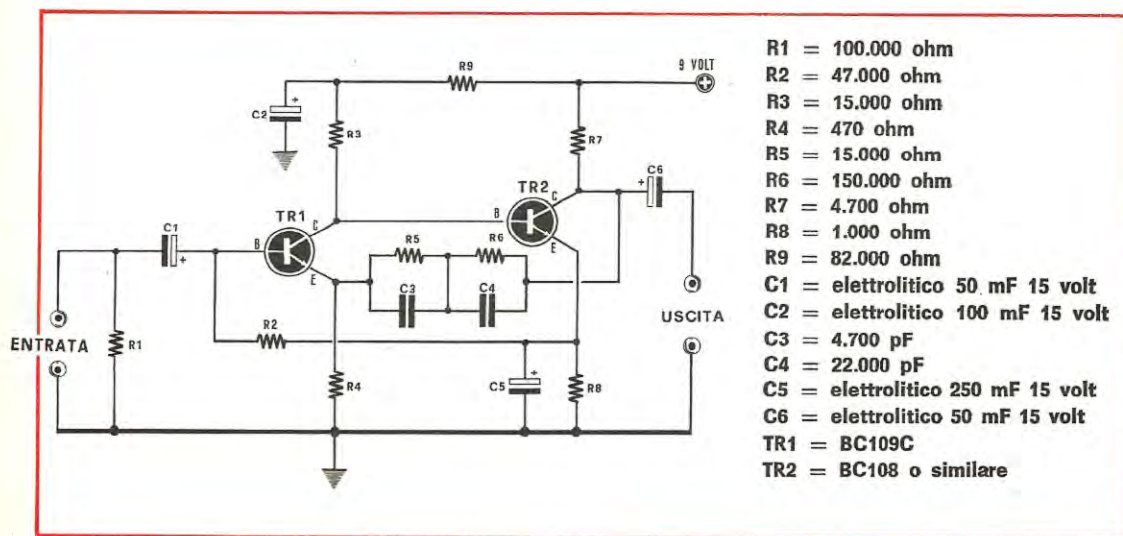 R9
9 VOLT
+
C2
R3
R7
C6
+
TR2
C
B
E
TR1
C
C1
+
B
E
R5
R6
C3
C4
ENTRATA
R1
R2
R4
C5
+
R8
USCITA
R1 = 100.000 ohm
R2 = 47.000 ohm
R3 = 15.000 ohm
R4 = 470 ohm
R5 = 15.000 ohm
R6 = 150.000 ohm
R7 = 4.700 ohm
R8 = 1.000 ohm
R9 = 82.000 ohm
C1 = elettrolitico 50 mF 15 volt
C2 = elettrolitico 100 mF 15 volt
C3 = 4.700 pF
C4 = 22.000 pF
C5 = elettrolitico 250 mF 15 volt
C6 = elettrolitico 50 mF 15 volt
TR1 = BC109C
TR2 = BC108 o similare